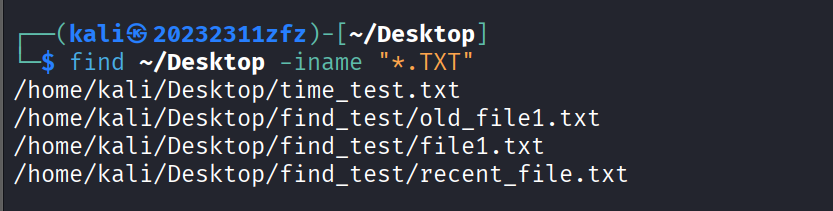 ┌──(kali㉿20232311zfz)-[~/Desktop]
└─$ find ~/Desktop -iname "*.TXT"
/home/kali/Desktop/time_test.txt
/home/kali/Desktop/find_test/old_file1.txt
/home/kali/Desktop/find_test/file1.txt
/home/kali/Desktop/find_test/recent_file.txt